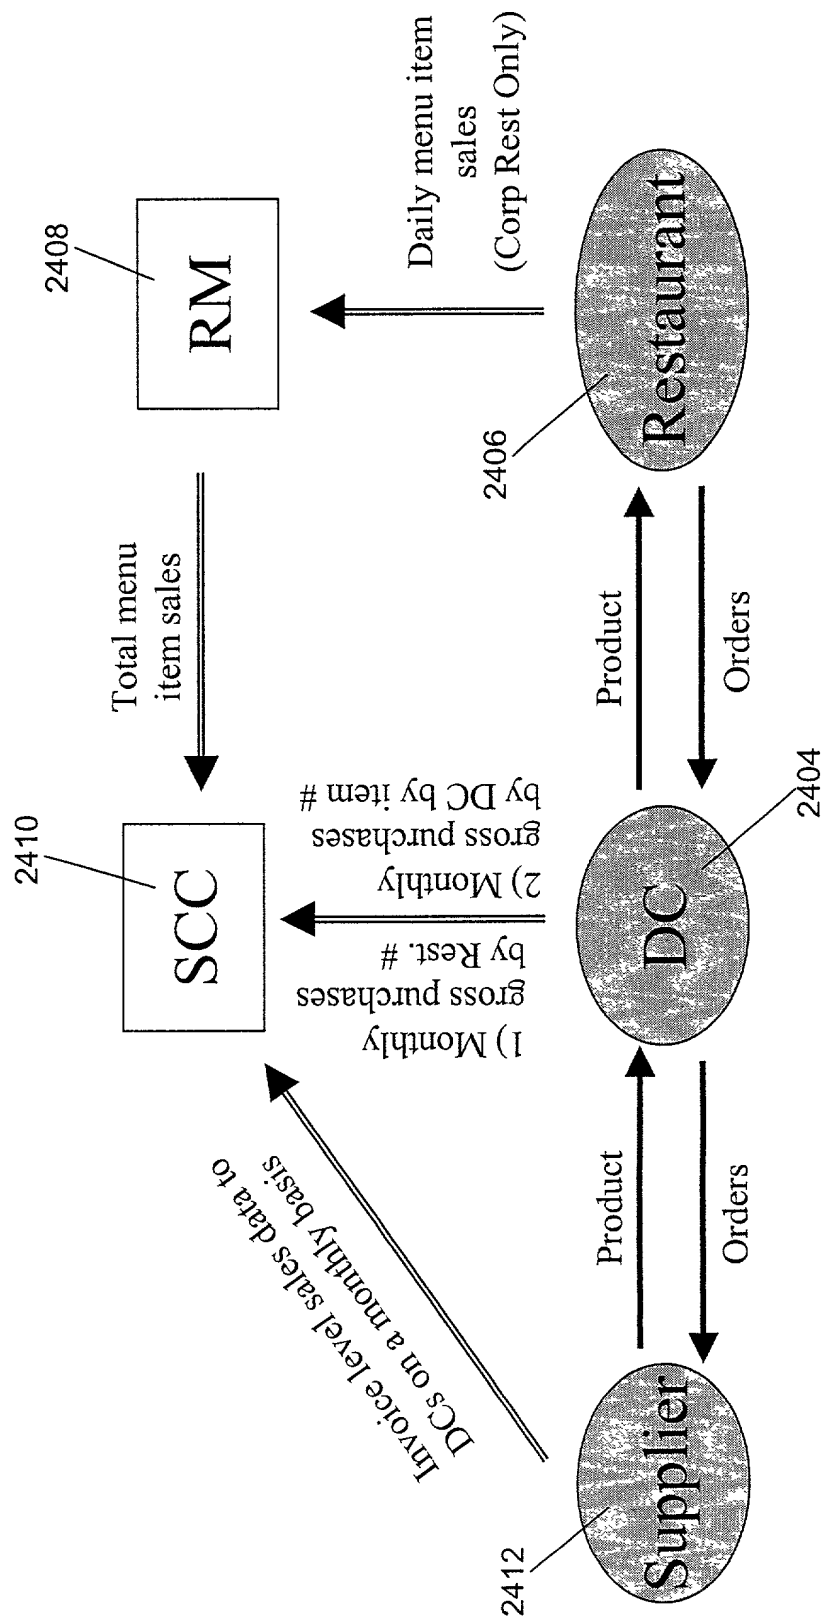 2410
SCC
Total menu
item sales
2408
RM
Invoice level sales data to
DCs on a monthly basis
1) Monthly
gross purchases
by Rest. #
2) Monthly
gross purchases
by DC by item #
Daily menu item
sales
(Corp Rest Only)
2412
Supplier
Product
Orders
DC
2404
Product
Orders
2406
Restaurant